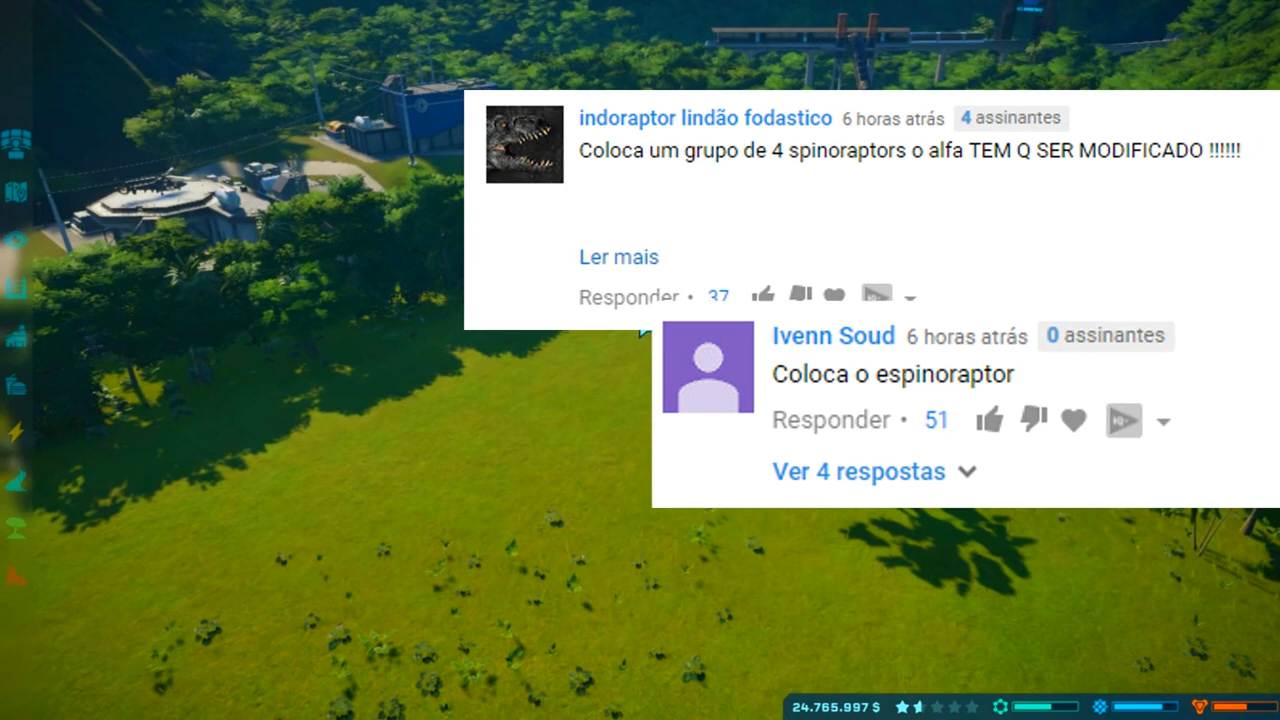 indoraptor lindão fodastico 6 horas atrás 4 assinantes
Coloca um grupo de 4 spinoraptors o alfa TEM Q SER MODIFICADO !!!!!!
Ler mais
Responder • 37
Ivenn Soud 6 horas atrás 0 assinantes
Coloca o espinoraptor
Responder • 51
Ver 4 respostas
24.765.997 $